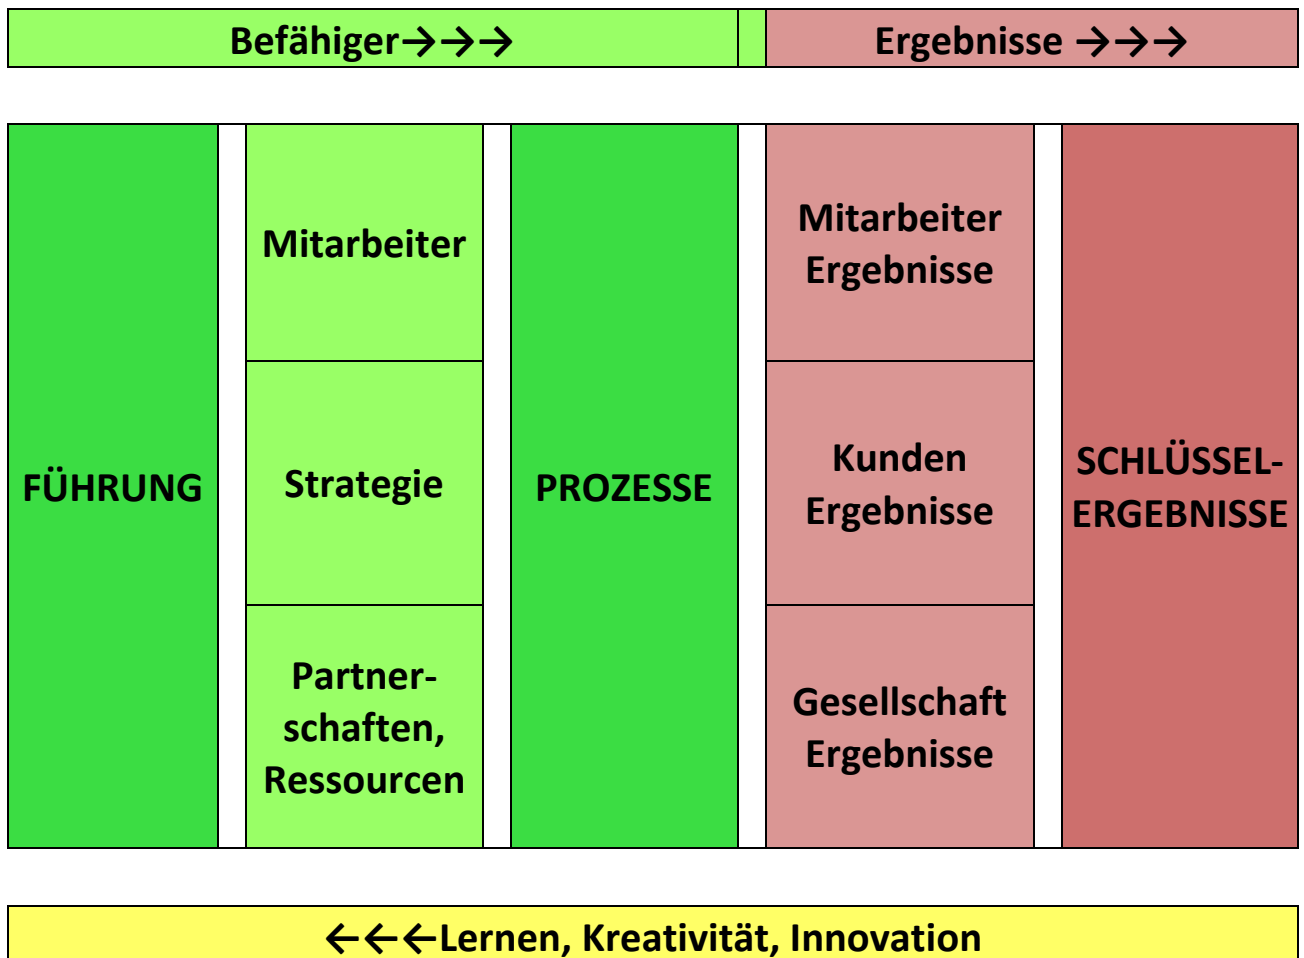 Befähiger→→→
Ergebnisse →→→
FÜHRUNG
Mitarbeiter
Strategie
Partner-
schaften,
Ressourcen
PROZESSE
Mitarbeiter
Ergebnisse
Kunden
Ergebnisse
Gesellschaft
Ergebnisse
SCHLÜSSEL-
ERGEBNISSE
←←←Lernen, Kreativität, Innovation